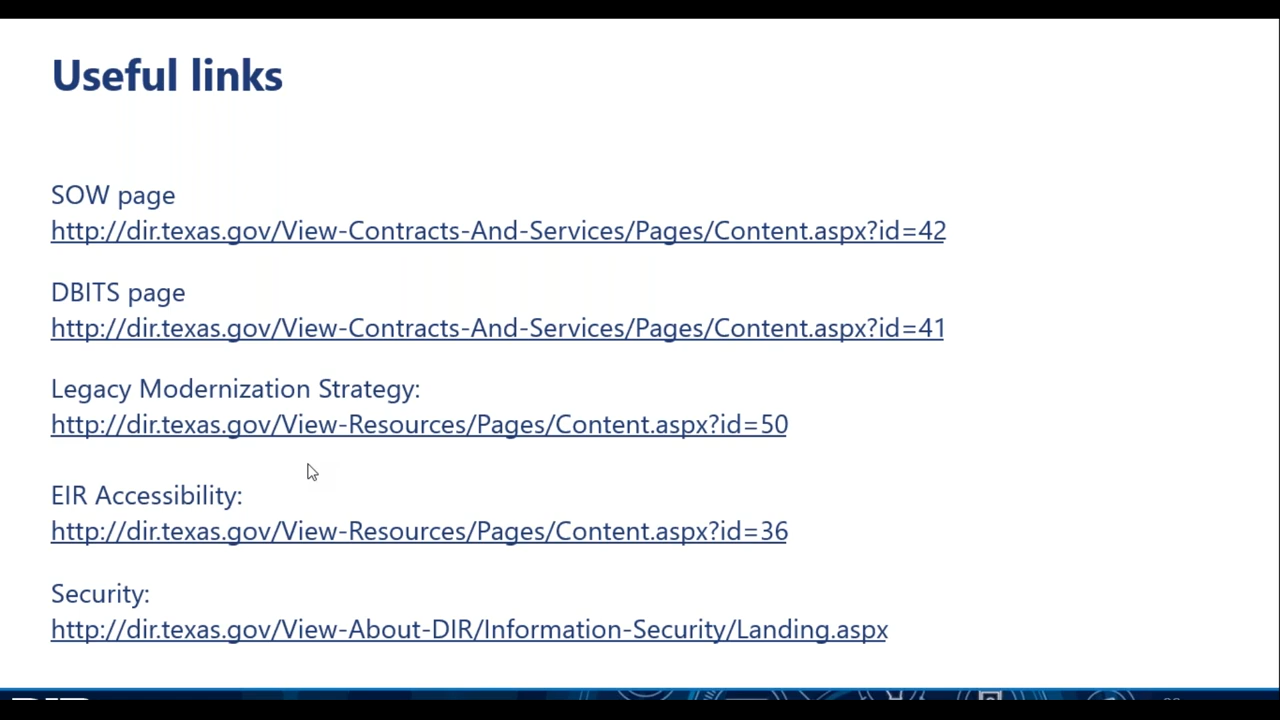 Useful links
SOW page
http://dir.texas.gov/View-Contracts-And-Services/Pages/Content.aspx?id=42
DBITS page
http://dir.texas.gov/View-Contracts-And-Services/Pages/Content.aspx?id=41
Legacy Modernization Strategy:
http://dir.texas.gov/View-Resources/Pages/Content.aspx?id=50
EIR Accessibility:
http://dir.texas.gov/View-Resources/Pages/Content.aspx?id=36
Security:
http://dir.texas.gov/View-About-DIR/Information-Security/Landing.aspx